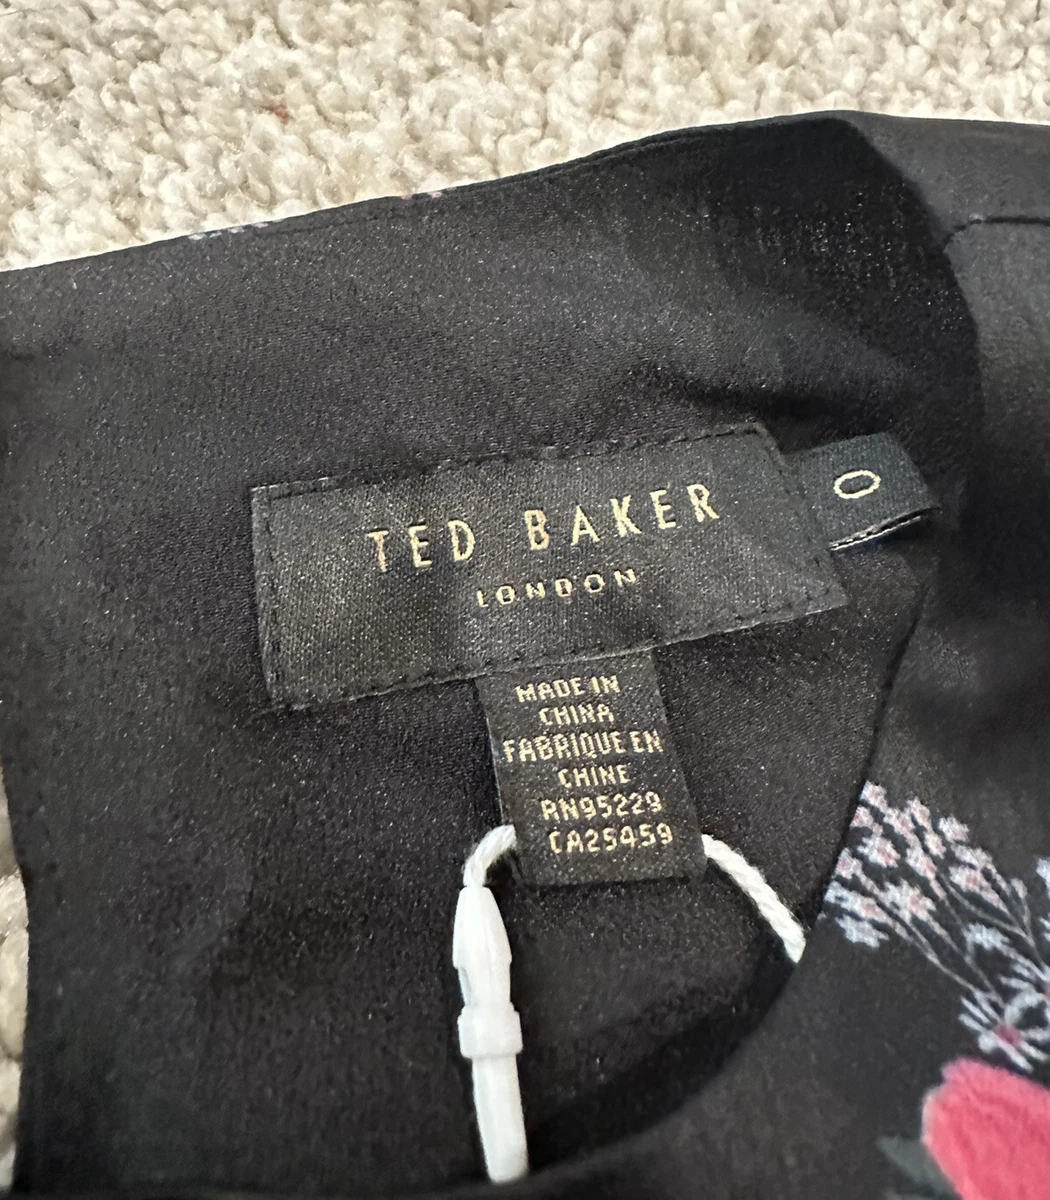 TED BAKER
LONDON
0
MADE IN
CHINA
FABRIQUE EN
CHINE
RN95229
CA25459